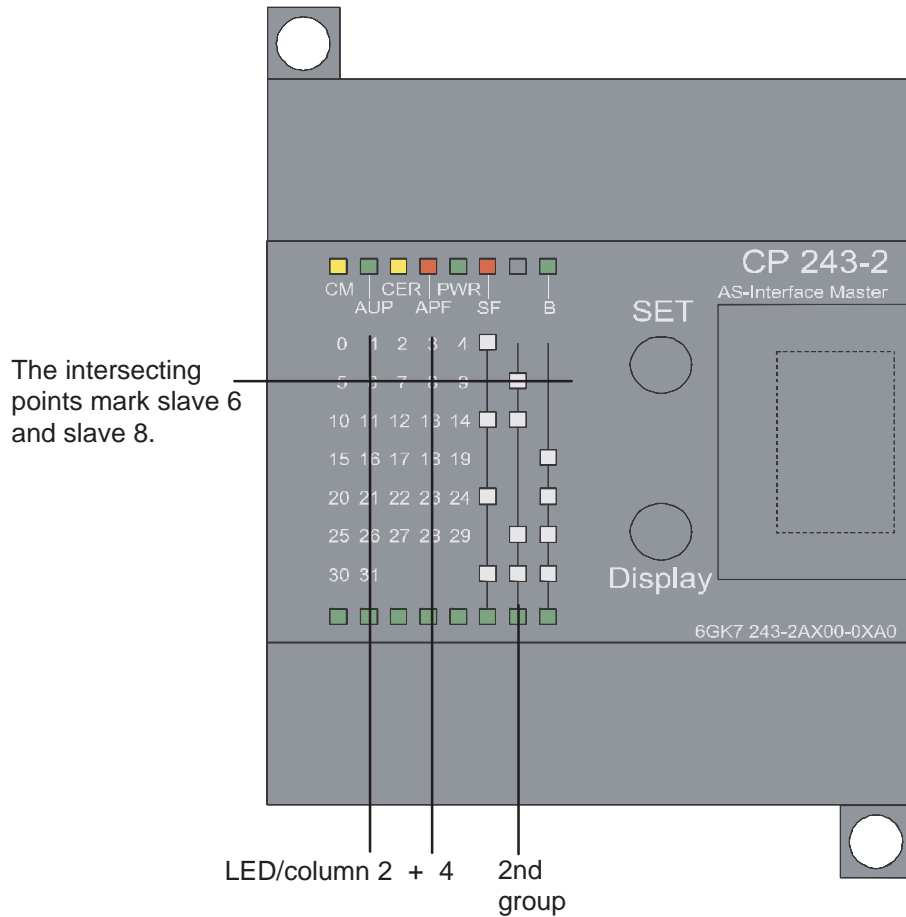 CP 243-2
AS-Interface Master
CM CER PWR
AUP APF SF B
SET
The intersecting
points mark slave 6
and slave 8.
0 1 2 3 4
5 6 7 8 9
10 11 12 13 14
15 16 17 18 19
20 21 22 23 24
25 26 27 28 29
30 31
Display
6GK7 243-2AX00-0XA0
LED/column 2 + 4
2nd
group